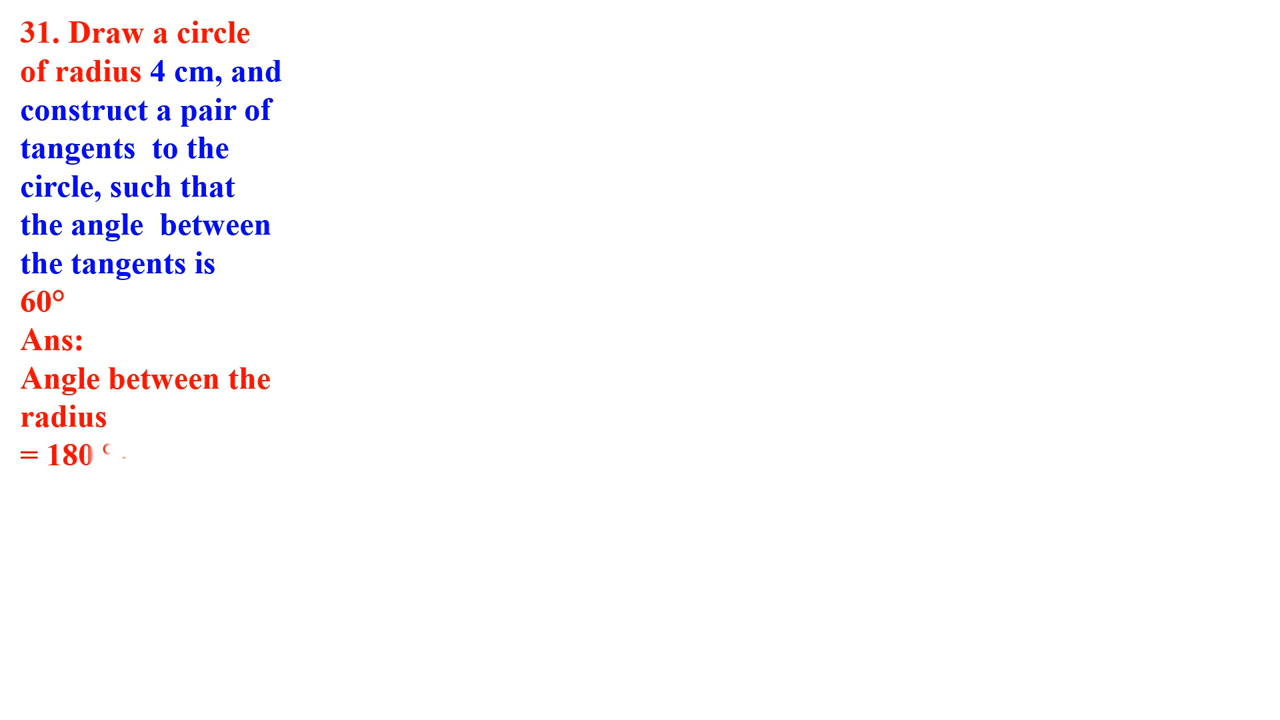 31. Draw a circle
of radius 4 cm, and
construct a pair of
tangents to the
circle, such that
the angle between
the tangents is
60°
Ans:
Angle between the
radius
= 180 °